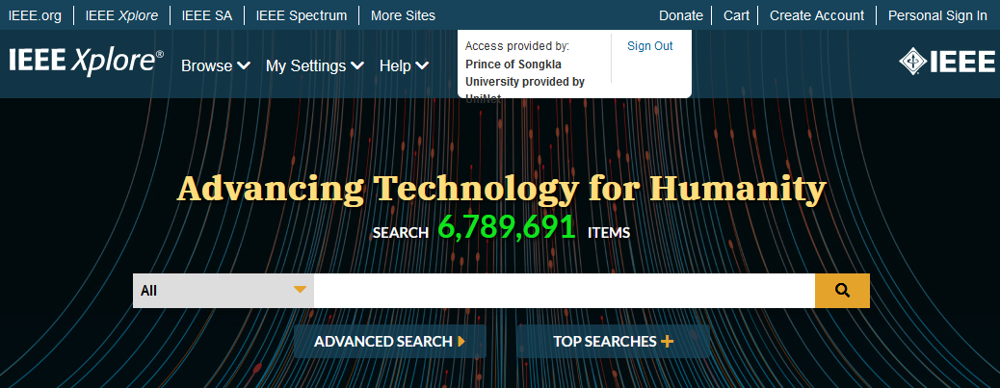 IEEE.org IEEE Xplore IEEE SA IEEE Spectrum More Sites Donate Cart Create Account Personal Sign In
IEEE Xplore® Browse My Settings Help
Access provided by:
Prince of Songkla
University provided by
UniNet
Sign Out
IEEE
Advancing Technology for Humanity
SEARCH 6,789,691 ITEMS
All
ADVANCED SEARCH TOP SEARCHES